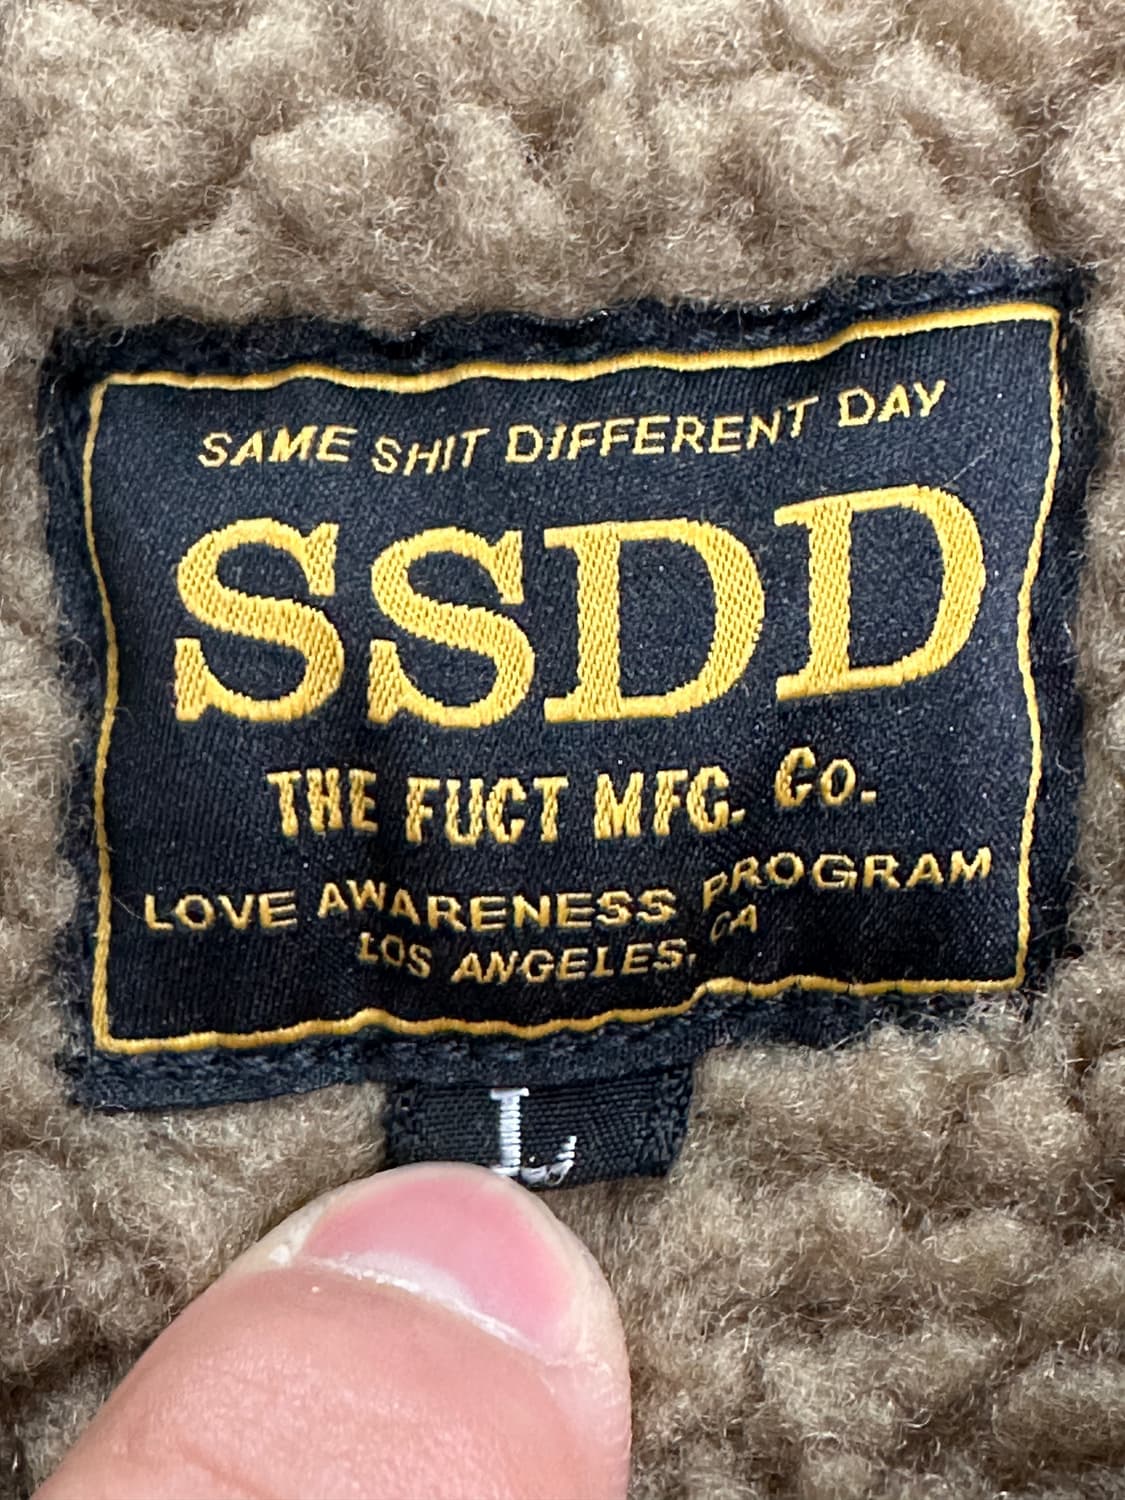 SAME SHIT DIFFERENT DAY
SSDD
THE FUCT MFG. Co.
LOVE AWARENESS PROGRAM
LOS ANGELES, CA
L